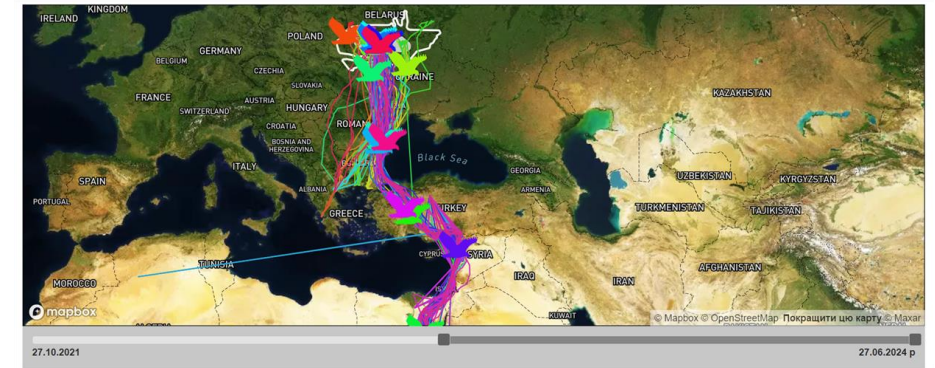 KINGDOM
IRELAND
BELARUS
POLAND
GERMANY
BELGIUM
UKRAINE
CZECHIA
SLOVAKIA
KAZAKHSTAN
FRANCE
AUSTRIA
HUNGARY
SWITZERLAND
CROATIA
ROMAN
BOSNIA AND
HERZEGOVINA
Black Sea
ITALY
GEORGIA
UZBEKISTAN
KYRGYZSTAN
SPAIN
ALBANIA
ARMENIA
PORTUGAL
GREECE
TURKMENISTAN
TAJIKISTAN
CYPRU
SYRIA
TUNISIA
AFGHANISTAN
IRAQ
IRAN
MOROCCO
mapbox
KUWAIT
© Mapbox © OpenStreetMap Покращити цю карту © Maxar
27.10.2021
27.06.2024 р